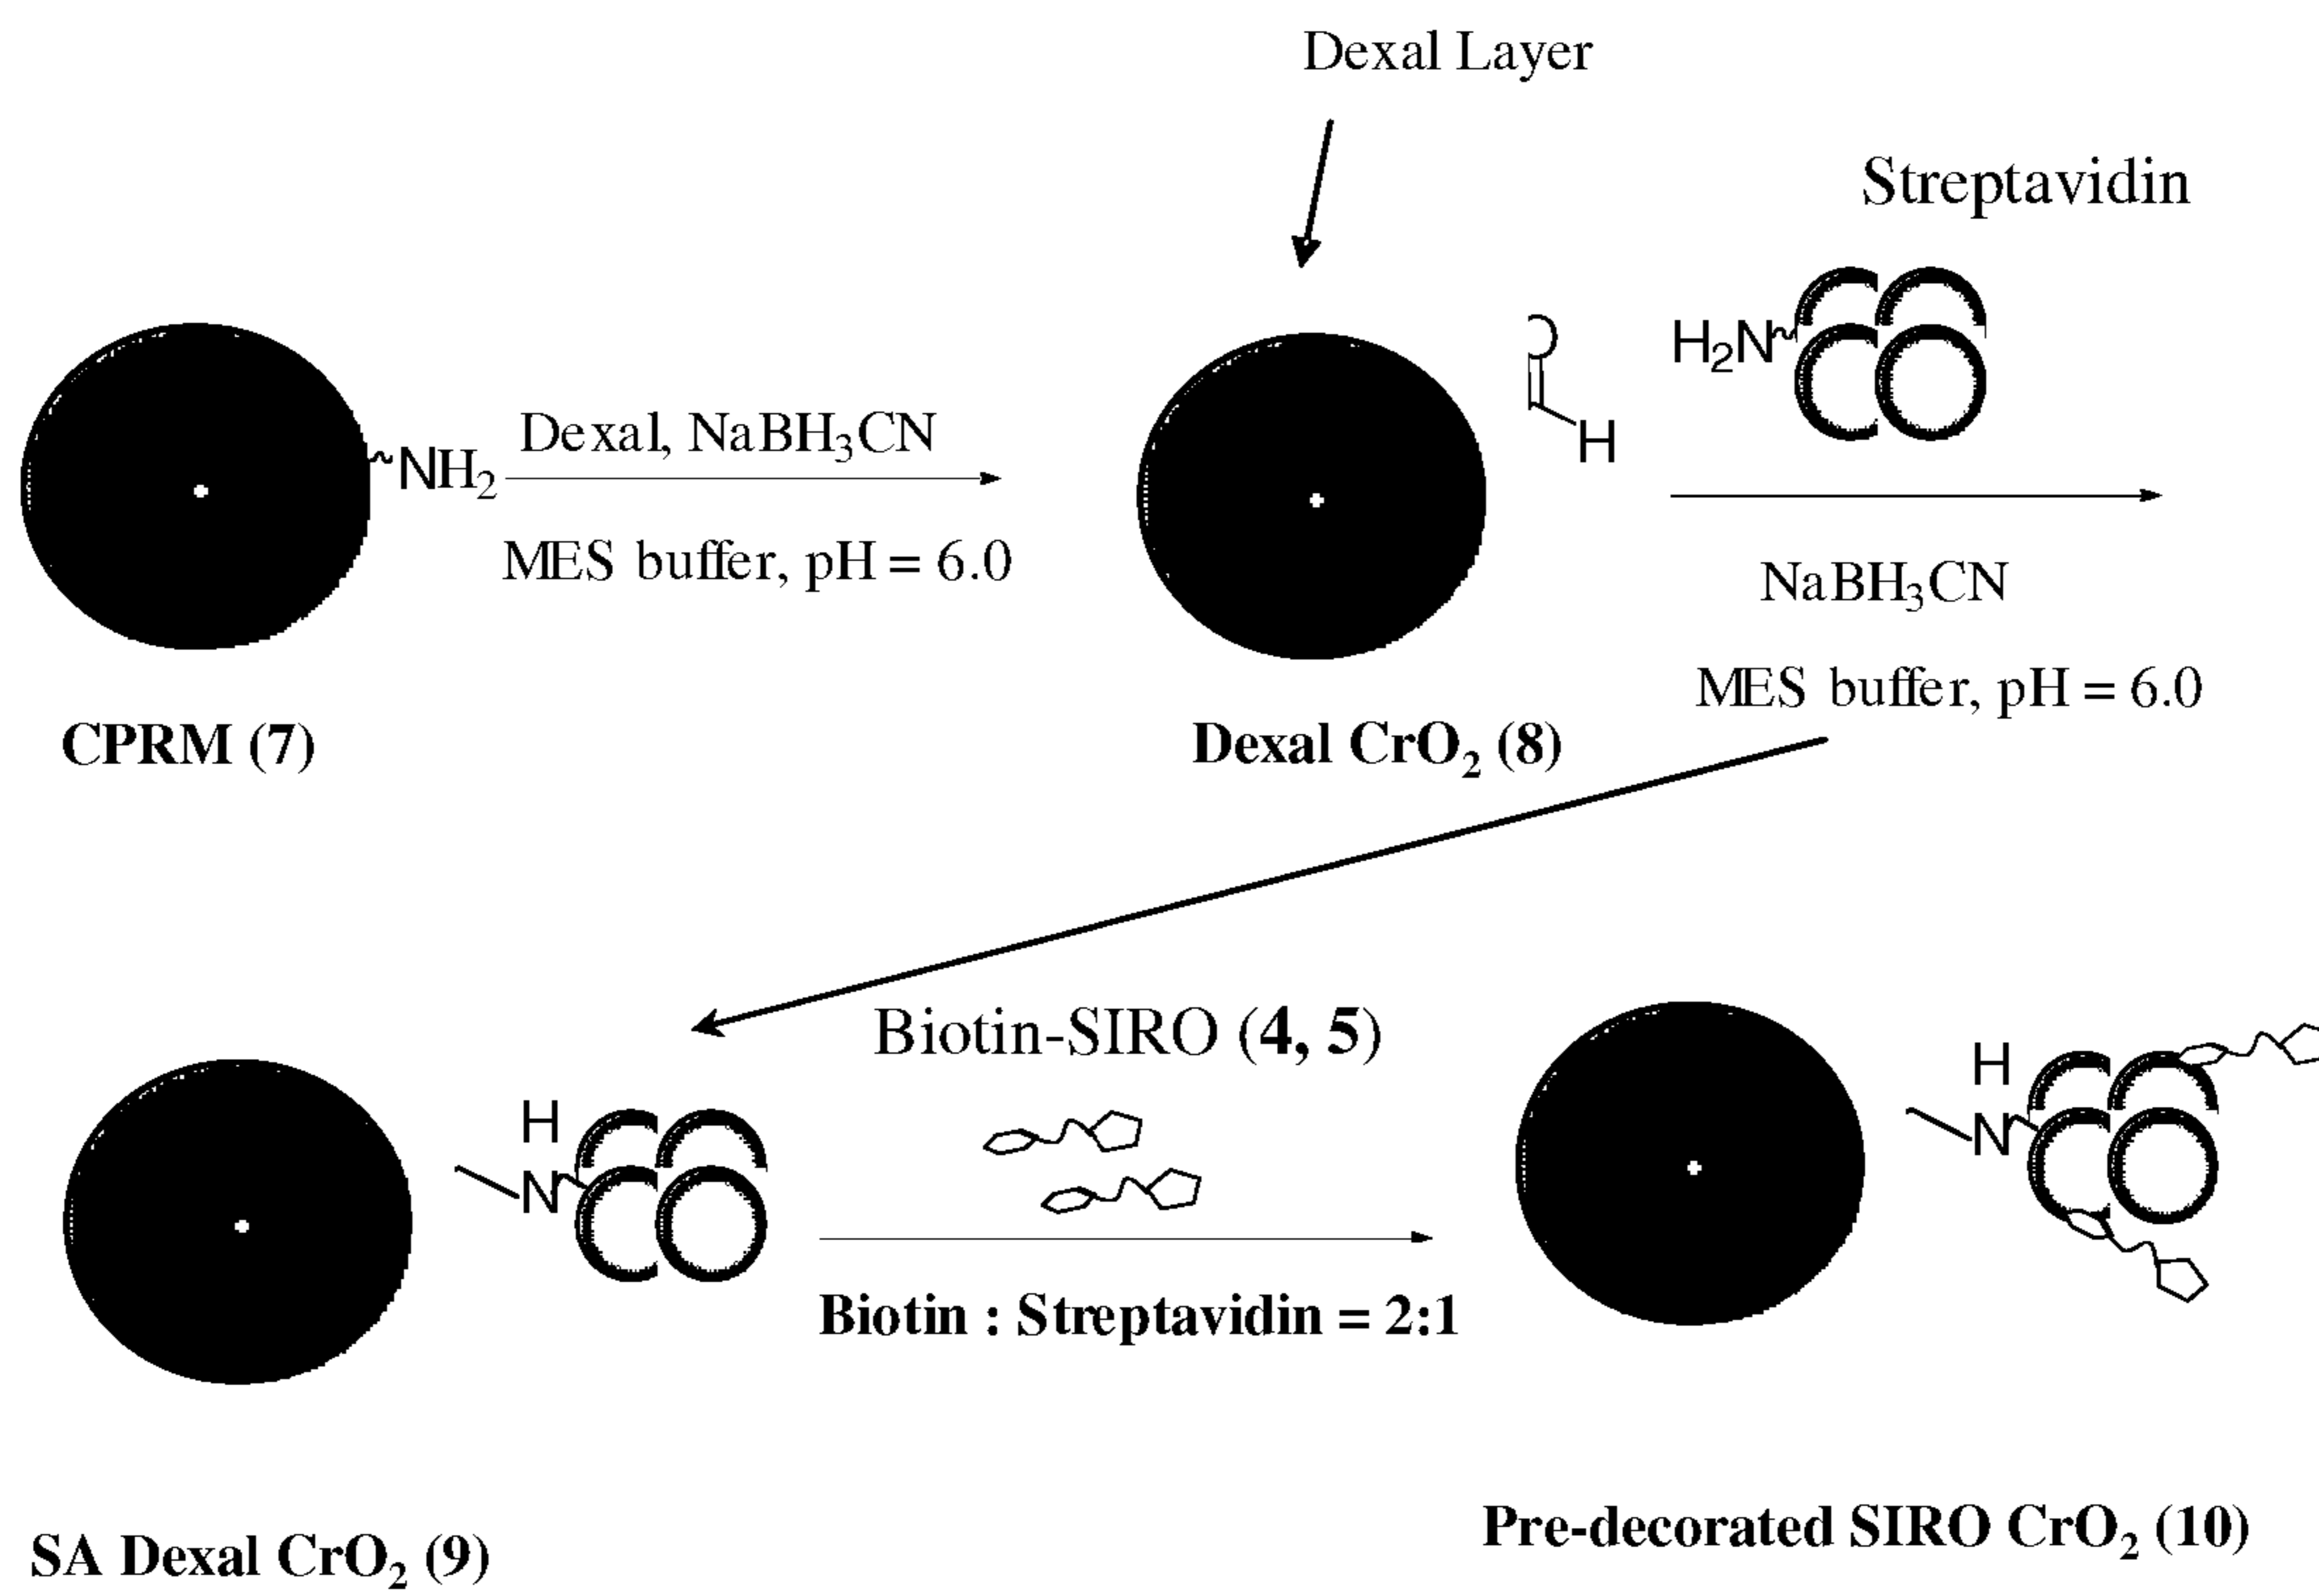 Dexal Layer
Streptavidin
H₂N
H
NH₂
Dexal, NaBH₃CN
MES buffer, pH = 6.0
NaBH₃CN
MES buffer, pH = 6.0
CPRM (7)
Dexal CrO₂ (8)
Biotin-SIRO (4, 5)
H
N
H
N
Biotin : Streptavidin = 2:1
SA Dexal CrO₂ (9)
Pre-decorated SIRO CrO₂ (10)